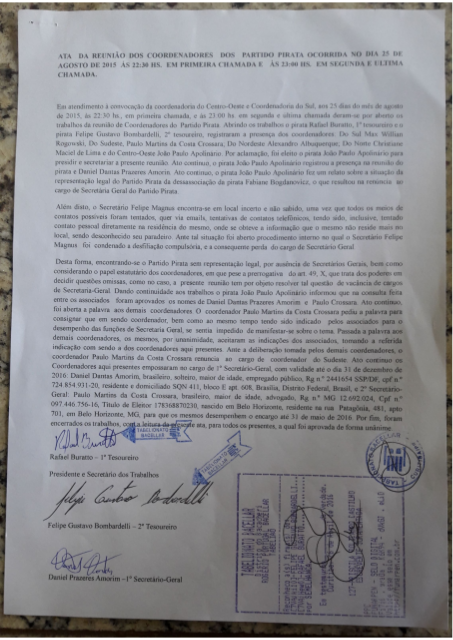 ATA DA REUNIÃO DOS COORDENADORES DOS PARTIDO PIRATA OCORRIDA NO DIA 25 DE
AGOSTO DE 2015 ÀS 22:30 HS. EM PRIMEIRA CHAMADA E ÀS 23:00 HS. EM SEGUNDA E ULTIMA
CHAMADA.
Em atendimento à convocação da coordenadoria do Centro-Oeste e Coordenadoria do Sul, aos 25 dias do mês de agosto
de 2015, às 22:30 hs, em primeira chamada, e às 23:00 hs. em segunda e última chamada deram-se por aberto os
trabalhos da reunião de Coordenadores do Partido Pirata. Abrindo os trabalhos o pirata Rafael Buratto, 1º tesoureiro e o
pirata Felipe Gustavo Bombardelli, 2º tesoureiro, registraram a presença dos coordenadores. Do Sul Max Willian
Rogowski, Do Sudeste, Paulo Martins da Costa Crossara; Do Nordeste Alexandro Albuquerque; Do Norte Christiano
Maciel de Lima e do Centro-Oeste João Paulo Apolinário. Por aclamação, foi eleito o pirata João Paulo Apolinário para
presidir e secretariar a presente reunião. Ato continuo, o pirata João Paulo Apolinário registrou a presença na reunião do
pirata e Daniel Dantas Prazeres Amorim. Ato continuo, o pirata João Paulo Apolinário fez um relato sobre a situação da
representação legal do Partido Pirata da desassociação da pirata Fabiane Bogdanovicz, o que resultou na renúncia ao
cargo de Secretária Geral do Partido Pirata.
Além disto, o Secretário Felipe Magnus encontra-se em local incerto e não sabido, uma vez que todos os meios de
contatos possíveis foram tentados, quer via emails, tentativas de contatos telefônicos, tendo sido, inclusive, tentado
contato pessoal diretamente na residência do mesmo, onde se obteve a informação que o mesmo não reside mais no
local, sendo desconhecido seu paradeiro. Ante tal situação foi aberto procedimento interno no qual o Secretário Felipe
Magnus foi condenado a desfiliação compulsória, e a consequente perda do cargo de Secretário Geral.
Desta forma, encontrando-se o Partido Pirata sem representação legal, por ausência de Secretários Gerais, bem como
considerando o papel estatutário dos coordenadores, em que pese a prerrogativa do art. 49, X, que trata dos poderes em
decidir questões omissas, como no caso, a presente reunião tem por objeto resolver tal questão de vacância de cargos
de Secretaria-Geral. Dando continuidade aos trabalhos o pirata João Paulo Apolinário informou que na consulta feita
entre os associados foram aprovados os nomes de Daniel Dantas Prazeres Amorim e Paulo Crossara. Ato continuo,
foi aberta a palavra aos demais coordenadores. O coordenador Paulo Martins da Costa Crossara pediu a palavra para
consignar que em sendo coordenador, bem como ao mesmo tempo tendo sido indicado pelos associados para o
desempenho das funções de Secretaria Geral, se sentia impedido de manifestar-se sobre o tema. Passada a palavra aos
demais coordenadores, os mesmos, por unanimidade, aceitaram as indicações dos associados, tomando a referida
indicação com sendo a dos coordenadores aqui presentes. Ante a deliberação tomada pelos demais coordenadores, o
coordenador Paulo Martins da Costa Crossara renuncia ao cargo de coordenador do Sudeste. Ato continuo os
Coordenadores aqui presentes empossaram no cargo de 1º Secretário-Geral, com validade até o dia 31 de dezembro de
2016. Daniel Dantas Amorim, brasileiro, solteiro, maior de idade, empregado público, Rg n.º 2441654 SSP/DF, cpf n.º
724.854.931-20, residente e domiciliado SQN 411, bloco E apt. 608, Brasília, Distrito Federal, Brasil, e 2º Secretário-
Geral: Paulo Martins da Costa Crossara, brasileiro, maior de idade, advogado, Rg n.º MG 12.692.024, Cpf n.º
097.446.756-16, Titulo de Eleitor 178368870230, nascido em Belo Horizonte, residente na rua Patagônia, 483, apto
701, em Belo Horizonte, MG, para que os mesmos desempenhem o encargo até 31 de maio de 2016. Por fim, foram
encerrados os trabalhos, com a leitura da presente ata, para todos os presentes, a qual foi aprovada de forma unânime.
TABELIONATO
BACELLAR
Rafael Buratto
Rafael Buratto – 1º Tesoureiro
Presidente e Secretário dos Trabalhos
TABELIONATO
BACELLAR
Felipe Gustavo Bombardelli
Felipe Gustavo Bombardelli – 2º Tesoureiro
Daniel Prazeres Amorim –1º Secretário-Geral
TABELIONATO BACELLAR